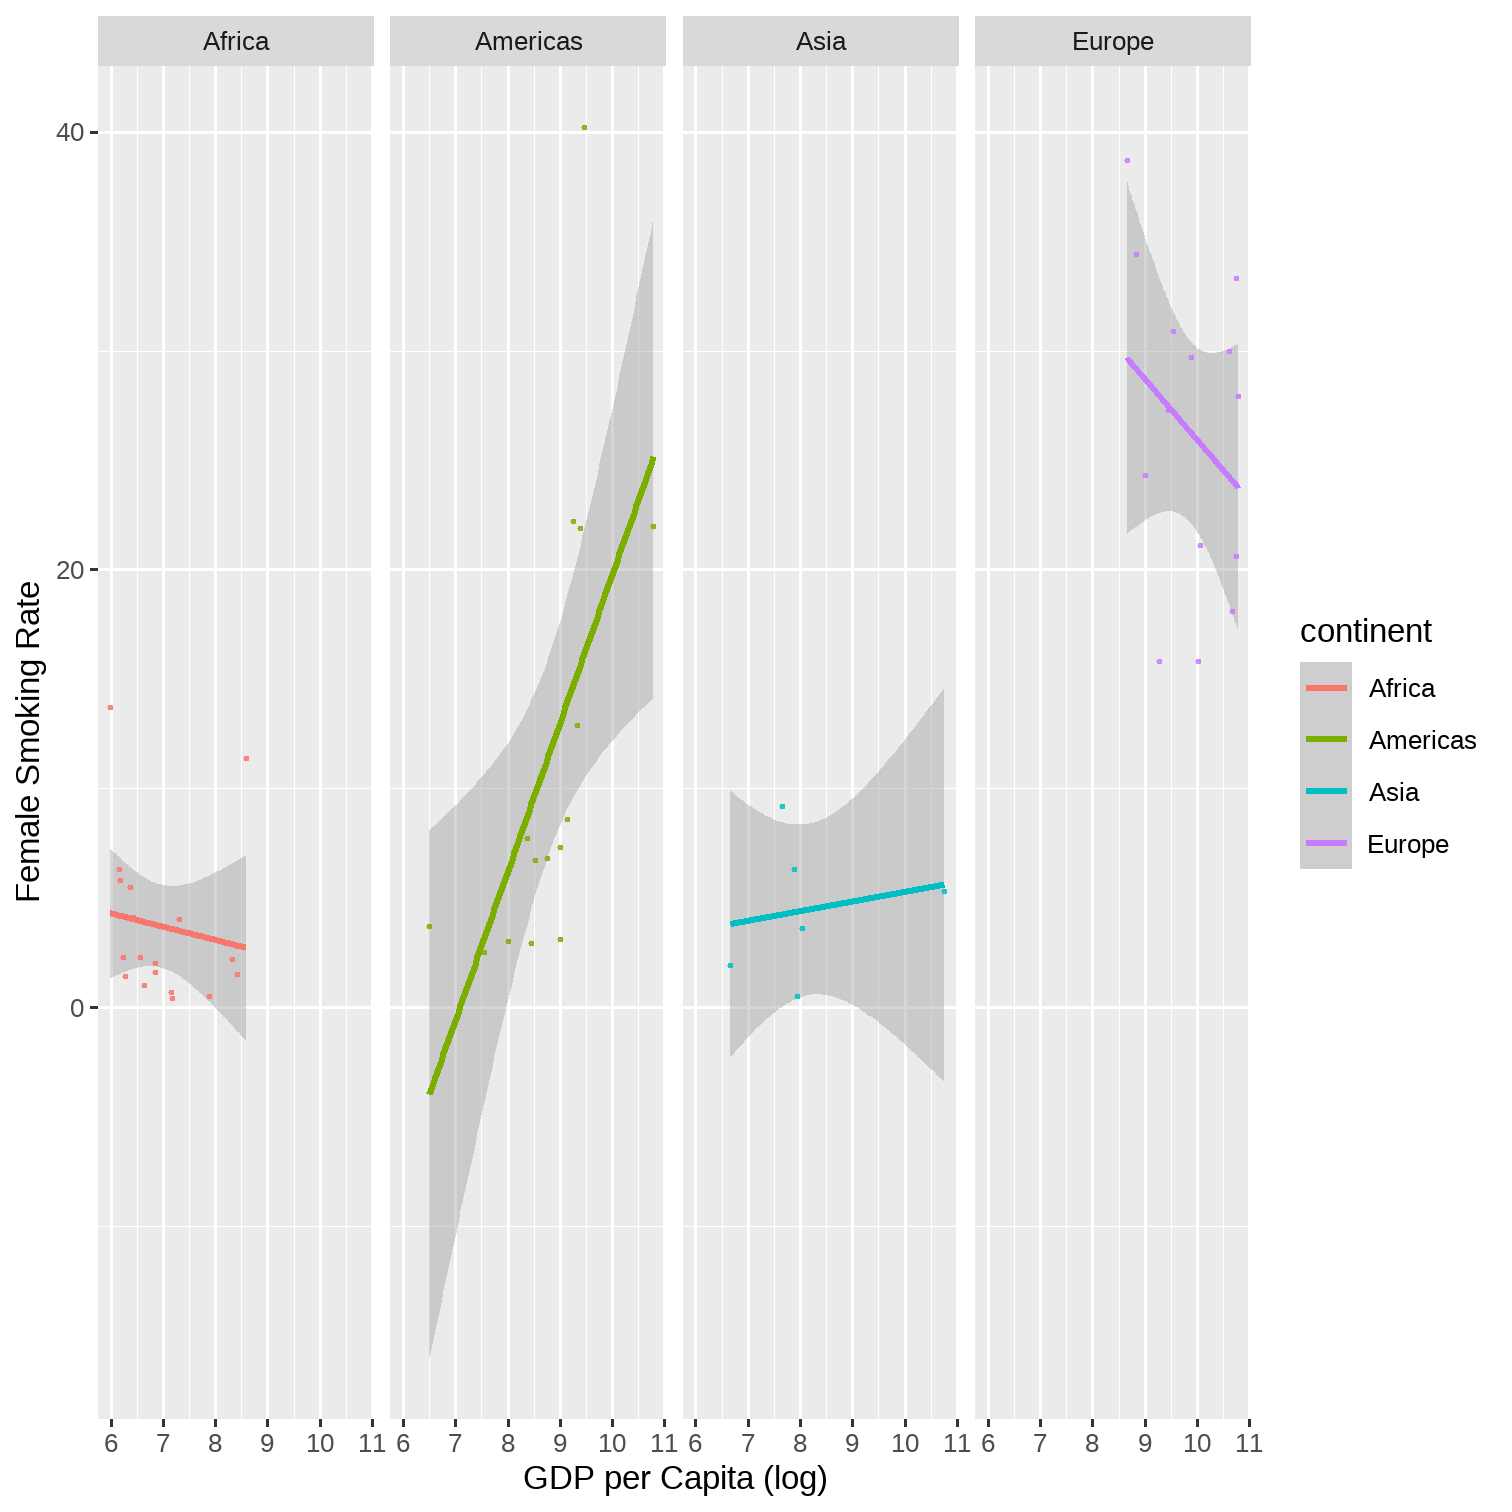 Africa Americas Asia Europe
40
20
0
Female Smoking Rate
6 7 8 9 10 11 6 7 8 9 10 11 6 7 8 9 10 11 6 7 8 9 10 11
GDP per Capita (log)
continent
Africa
Americas
Asia
Europe